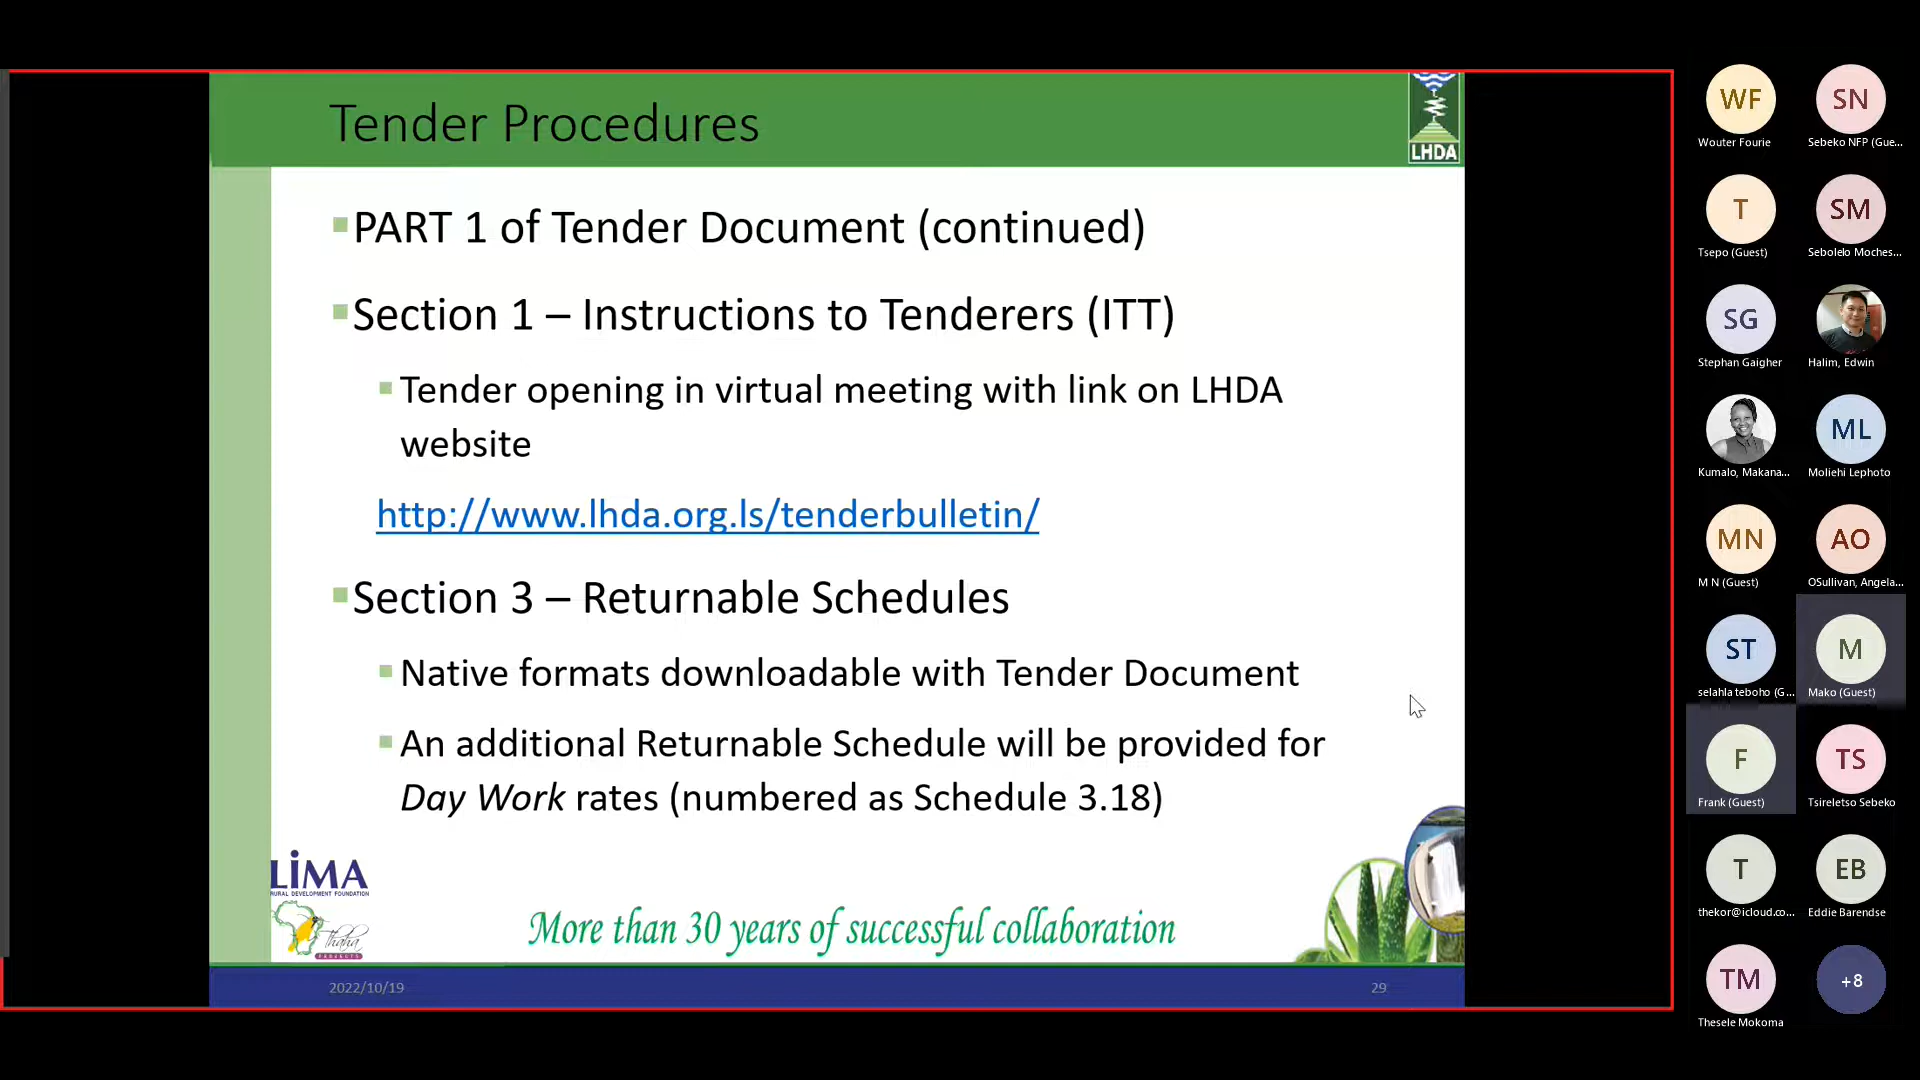 Tender Procedures
LHDA
PART 1 of Tender Document (continued)
Section 1 – Instructions to Tenderers (ITT)
Tender opening in virtual meeting with link on LHDA
website
http://www.lhda.org.ls/tenderbulletin/
Section 3 – Returnable Schedules
Native formats downloadable with Tender Document
An additional Returnable Schedule will be provided for
Day Work rates (numbered as Schedule 3.18)
LiMA
RURAL DEVELOPMENT FOUNDATION
Thaha
PROJECTS
More than 30 years of successful collaboration
2022/10/19
29
WF
Wouter Fourie
SN
Sebeko NFP (Gue...
T
Tsepo (Guest)
SM
Sebolelo Moches...
SG
Stephan Gaigher
Halim, Edwin
Kumalo, Makana...
ML
Moliehi Lephoto
MN
M N (Guest)
AO
OSullivan, Angela...
ST
selahla teboho (G...
M
Mako (Guest)
F
Frank (Guest)
TS
Tsireletso Sebeko
T
thekor@icloud.co...
EB
Eddie Barendse
TM
Thesele Mokoma
+8